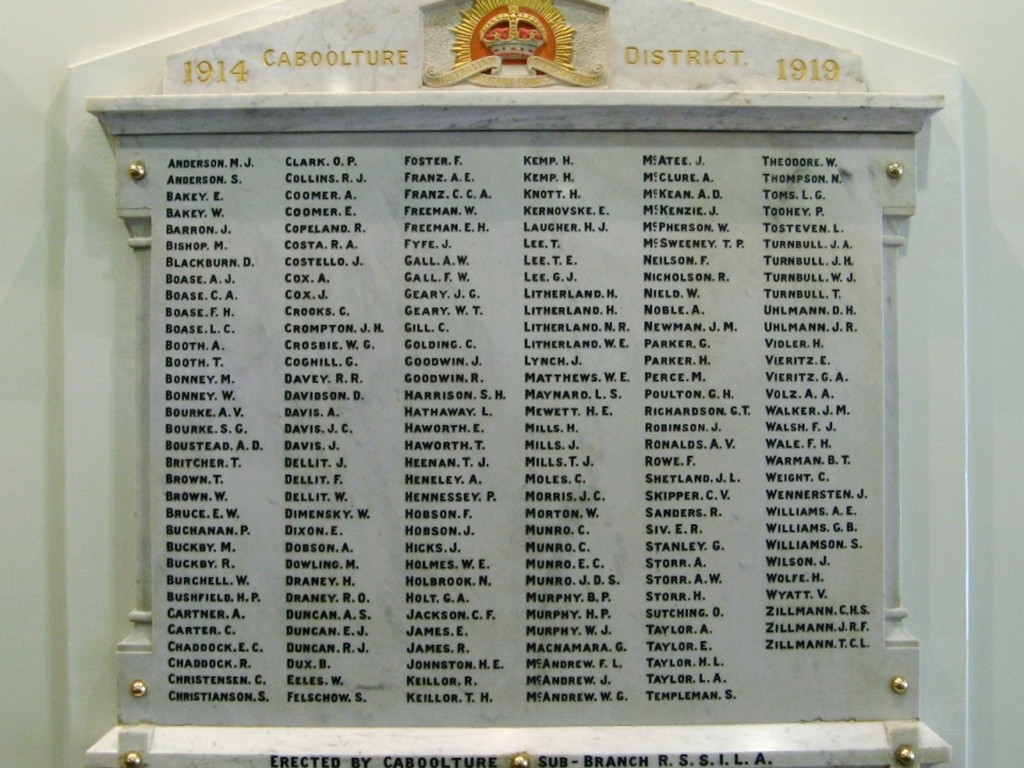 1914 CABOOLTURE DISTRICT. 1919
ANDERSON. M. J.
ANDERSON. S.
BAKEY. E.
BAKEY. W.
BARRON. J.
BISHOP. M.
BLACKBURN. D.
BOASE. A. J.
BOASE. C. A.
BOASE. F. H.
BOASE. L. C.
BOOTH. A.
BOOTH. T.
BONNEY. M.
BONNEY. W.
BOURKE. A. V.
BOURKE. S. G.
BOUSTEAD. A. D.
BRITCHER. T.
BROWN. T.
BROWN. W.
BRUCE. E. W.
BUCHANAN. P.
BUCKBY. M.
BUCKBY. R.
BURCHELL. W.
BUSHFIELD. H. P.
CARTNER. A.
CARTER. C.
CHADDOCK. E. C.
CHADDOCK. R.
CHRISTENSEN. C.
CHRISTIANSON. S.
CLARK. O. P.
COLLINS. R. J.
COOMER. A.
COOMER. E.
COPELAND. R.
COSTA. R. A.
COSTELLO. J.
COX. A.
COX. J.
CROOKS. C.
CROMPTON. J. H.
CROSBIE. W. G.
COGHILL. G.
DAVEY. R. R.
DAVIDSON. D.
DAVIS. A.
DAVIS. J. C.
DAVIS. J.
DELLIT. J.
DELLIT. F.
DELLIT. W.
DIMENSKY. W.
DIXON. E.
DOBSON. A.
DOWLING. M.
DRANEY. H.
DRANEY. R. O.
DUNCAN. A. S.
DUNCAN. E. J.
DUNCAN. R. J.
DUX. B.
EELES. W.
FELSCHOW. S.
FOSTER. F.
FRANZ. A. E.
FRANZ. C. C. A.
FREEMAN. W.
FREEMAN. E. H.
FYFE. J.
GALL. A. W.
GALL. F. W.
GEARY. J. G.
GEARY. W. T.
GILL. C.
GOLDING. C.
GOODWIN. J.
GOODWIN. R.
HARRISON. S. H.
HATHAWAY. L.
HAWORTH. E.
HAWORTH. T.
HEENAN. T. J.
HENELEY. A.
HENNESSEY. P.
HOBSON. F.
HOBSON. J.
HICKS. J.
HOLMES. W. E.
HOLBROOK. N.
HOLT. G. A.
JACKSON. C. F.
JAMES. E.
JAMES. R.
JOHNSTON. H. E.
KEILLOR. R.
KEILLOR. T. H.
KEMP. H.
KEMP. H.
KNOTT. H.
KERNOVSKE. E.
LAUGHER. H. J.
LEE. T.
LEE. T. E.
LEE. G. J.
LITHERLAND. H.
LITHERLAND. H.
LITHERLAND. N. R.
LITHERLAND. W. E.
LYNCH. J.
MATTHEWS. W. E.
MAYNARD. L. S.
MEWETT. H. E.
MILLS. H.
MILLS. J.
MILLS. T. J.
MOLES. C.
MORRIS. J. C.
MORTON. W.
MUNRO. C.
MUNRO. C.
MUNRO. E. C.
MUNRO. J. D. S.
MURPHY. B. P.
MURPHY. H. P.
MURPHY. W. J.
MACNAMARA. G.
McANDREW. F. L.
McANDREW. J.
McANDREW. W. G.
McATEE. J.
McCLURE. A.
McKEAN. A. D.
McKENZIE. J.
McPHERSON. W.
McSWEENEY. T. P.
NEILSON. F.
NICHOLSON. R.
NIELD. W.
NOBLE. A.
NEWMAN. J. M.
PARKER. G.
PARKER. H.
PERCE. M.
POULTON. G. H.
RICHARDSON. G. T.
ROBINSON. J.
RONALDS. A. V.
ROWE. F.
SHETLAND. J. L.
SKIPPER. C. V.
SANDERS. R.
SIV. E. R.
STANLEY. G.
STORR. A.
STORR. A. W.
STORR. H.
SUTCHING. O.
TAYLOR. A.
TAYLOR. E.
TAYLOR. H. L.
TAYLOR. L. A.
TEMPLEMAN. S.
THEODORE. W.
THOMPSON. N.
TOMS. L. G.
TOOHEY. P.
TOSTEVEN. L.
TURNBULL. J. A.
TURNBULL. J. H.
TURNBULL. W. J.
TURNBULL. T.
UHLMANN. D. H.
UHLMANN. J. R.
VIDLER. H.
VIERITZ. E.
VIERITZ. G. A.
VOLZ. A. A.
WALKER. J. M.
WALSH. F. J.
WALE. F. H.
WARMAN. B. T.
WEIGHT. C.
WENNERSTEN. J.
WILLIAMS. A. E.
WILLIAMS. G. B.
WILLIAMSON. S.
WILSON. J.
WOLFE. H.
WYATT. V.
ZILLMANN. C. H. S.
ZILLMANN. J. R. F.
ZILLMANN. T. C. L.
ERECTED BY CABOOLTURE SUB-BRANCH R. S. S. I. L. A.